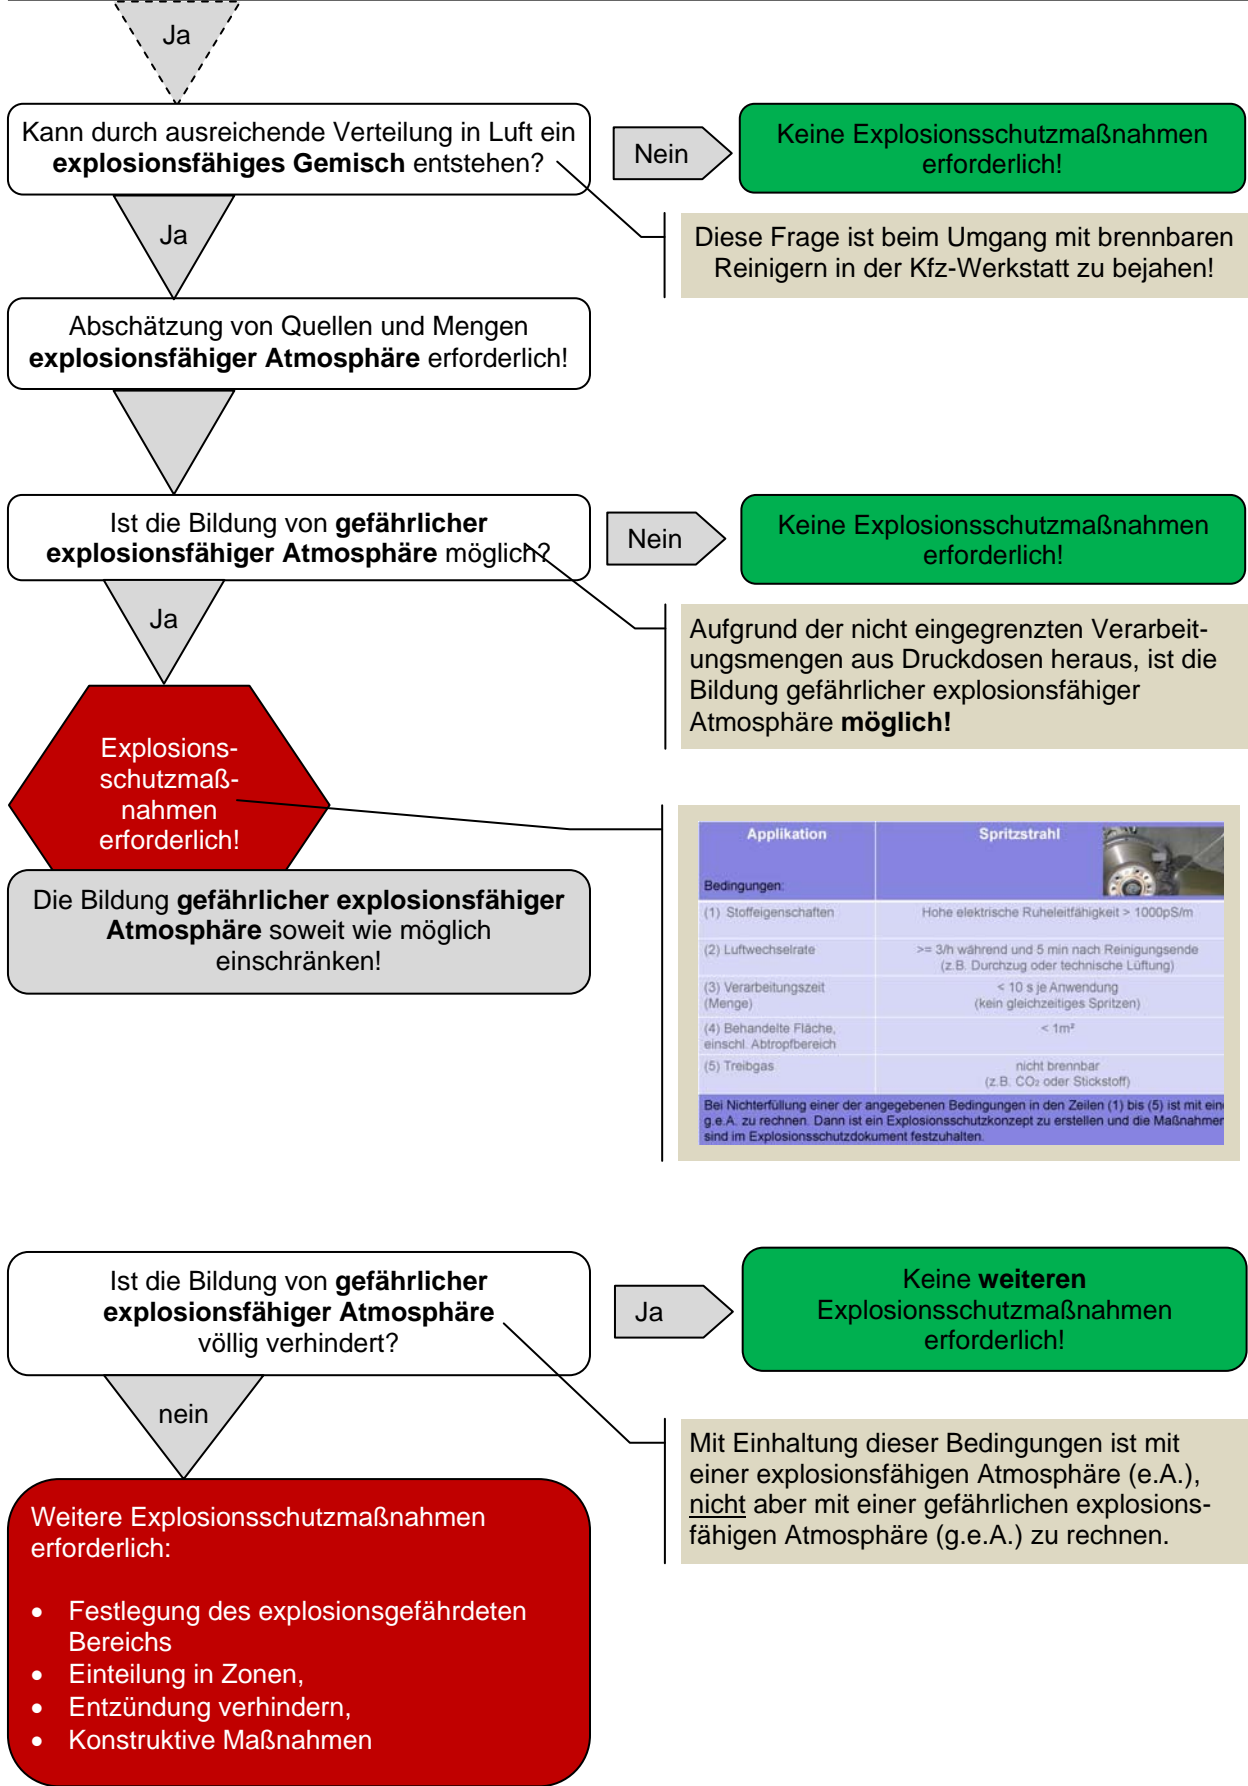 Ja
Kann durch ausreichende Verteilung in Luft ein
explosionsfähiges Gemisch entstehen?
Nein
Keine Explosionsschutzmaßnahmen
erforderlich!
Diese Frage ist beim Umgang mit brennbaren
Reinigern in der Kfz-Werkstatt zu bejahen!
Ja
Abschätzung von Quellen und Mengen
explosionsfähiger Atmosphäre erforderlich!
Ist die Bildung von gefährlicher
explosionsfähiger Atmosphäre möglich?
Nein
Keine Explosionsschutzmaßnahmen
erforderlich!
Aufgrund der nicht eingegrenzten Verarbeit-
ungsmengen aus Druckdosen heraus, ist die
Bildung gefährlicher explosionsfähiger
Atmosphäre möglich!
Ja
Explosions-
schutzmaß-
nahmen
erforderlich!
Die Bildung gefährlicher explosionsfähiger
Atmosphäre soweit wie möglich
einschränken!
Applikation Spritzstrahl
Bedingungen:
(1) Stoffeigenschaften Hohe elektrische Ruheleitfähigkeit > 1000pS/m
(2) Luftwechselrate >= 3/h während und 5 min nach Reinigungsende
(z.B. Durchzug oder technische Lüftung)
(3) Verarbeitungszeit < 10 s je Anwendung
(Menge) (kein gleichzeitiges Spritzen)
(4) Behandelte Fläche, < 1m²
einschl. Abtropfbereich
(5) Treibgas nicht brennbar
(z.B. CO₂ oder Stickstoff)
Bei Nichterfüllung einer der angegebenen Bedingungen in den Zeilen (1) bis (5) ist mit ein
g.e.A. zu rechnen. Dann ist ein Explosionsschutzkonzept zu erstellen und die Maßnahmen
sind im Explosionsschutzdokument festzuhalten.
Ist die Bildung von gefährlicher
explosionsfähiger Atmosphäre
völlig verhindert?
Ja
Keine weiteren
Explosionsschutzmaßnahmen
erforderlich!
nein
Mit Einhaltung dieser Bedingungen ist mit
einer explosionsfähigen Atmosphäre (e.A.),
nicht aber mit einer gefährlichen explosions-
fähigen Atmosphäre (g.e.A.) zu rechnen.
Weitere Explosionsschutzmaßnahmen
erforderlich:
• Festlegung des explosionsgefährdeten
Bereichs
• Einteilung in Zonen,
• Entzündung verhindern,
• Konstruktive Maßnahmen